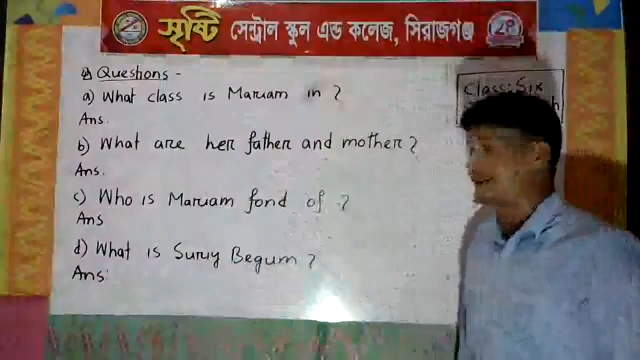 সৃষ্টি সেন্ট্রাল স্কুল এন্ড কলেজ, সিরাজগঞ্জ
Questions -
Class: Six
a) What class is Mariam in ?
Ans.
b) What are her father and mother ?
Ans.
c) Who is Mariam fond of ?
Ans
d) What is Suruy Begum ?
Ans: